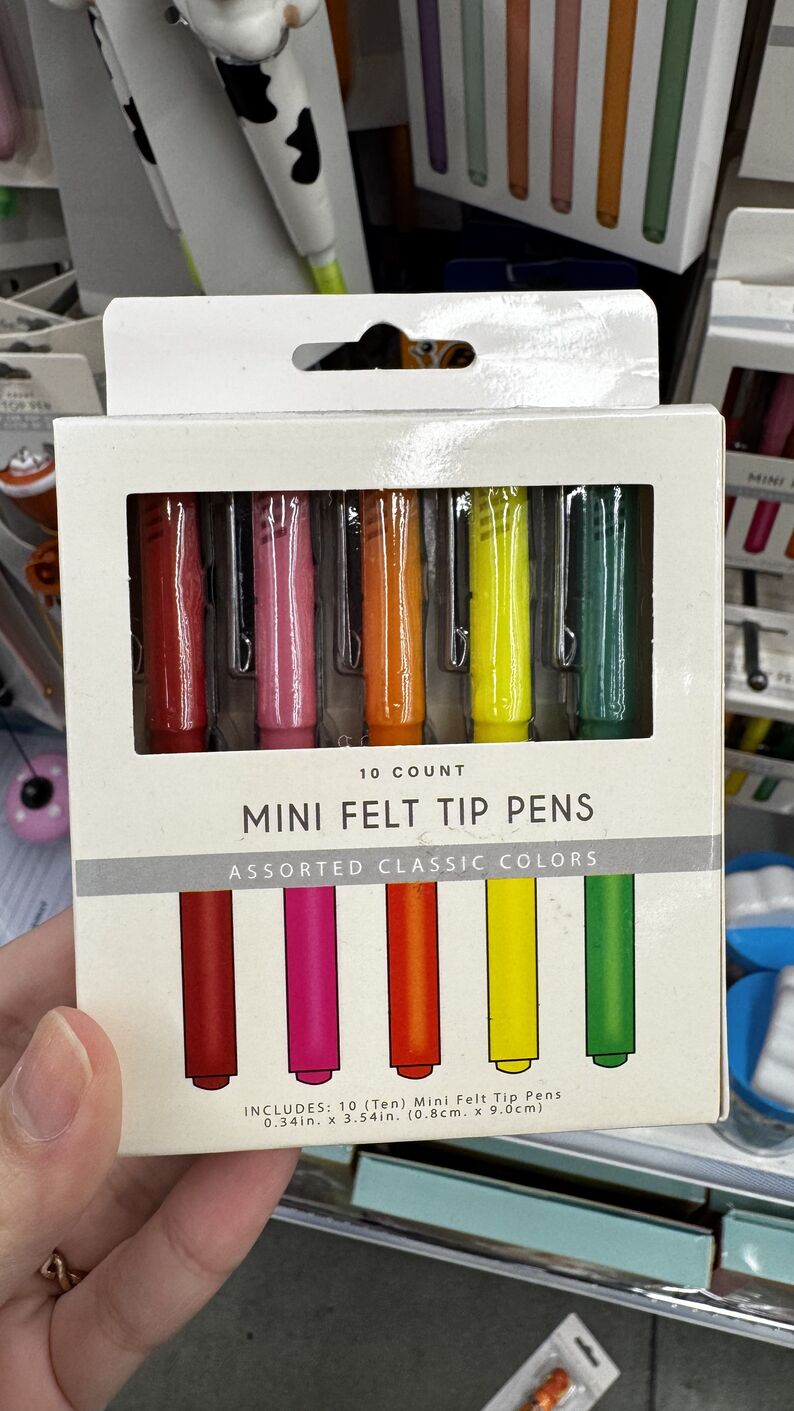 10 COUNT
MINI FELT TIP PENS
ASSORTED CLASSIC COLORS
INCLUDES: 10 (Ten) Mini Felt Tip Pens
0.34in. x 3.54in. (0.8cm. x 9.0cm)
MINI